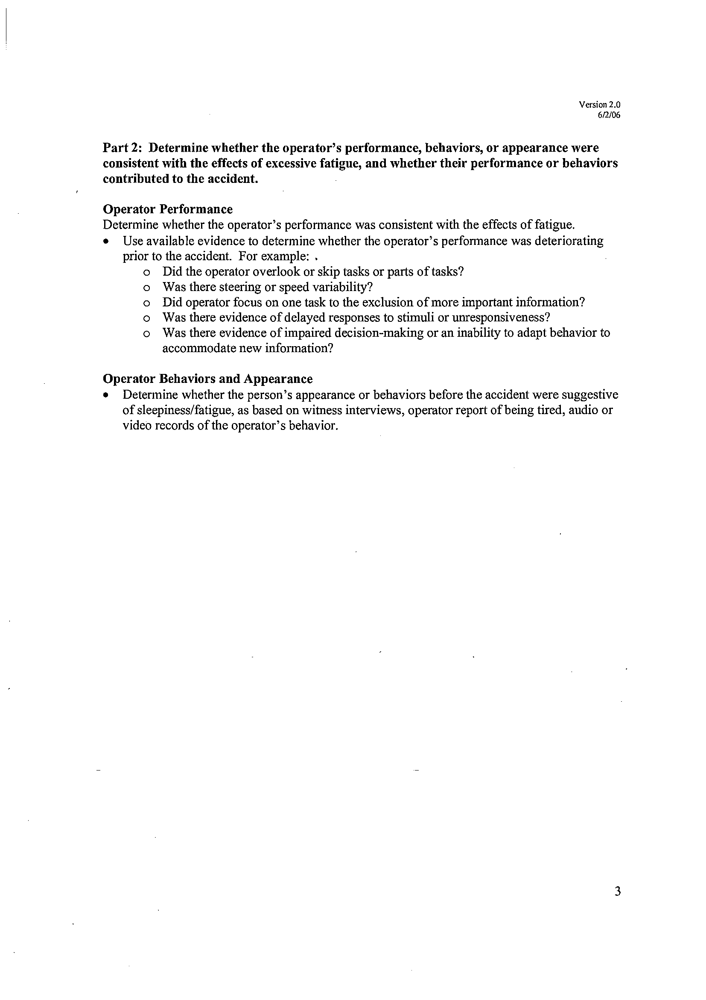 Version 2.0
6/2/06
Part 2:  Determine whether the operator's performance, behaviors, or appearance were
consistent with the effects of excessive fatigue, and whether their performance or behaviors
contributed to the accident.
Operator Performance
Determine whether the operator's performance was consistent with the effects of fatigue.
• Use available evidence to determine whether the operator's performance was deteriorating
prior to the accident.  For example:
o Did the operator overlook or skip tasks or parts of tasks?
o Was there steering or speed variability?
o Did operator focus on one task to the exclusion of more important information?
o Was there evidence of delayed responses to stimuli or unresponsiveness?
o Was there evidence of impaired decision-making or an inability to adapt behavior to
accommodate new information?
Operator Behaviors and Appearance
• Determine whether the person's appearance or behaviors before the accident were suggestive
of sleepiness/fatigue, as based on witness interviews, operator report of being tired, audio or
video records of the operator's behavior.
3